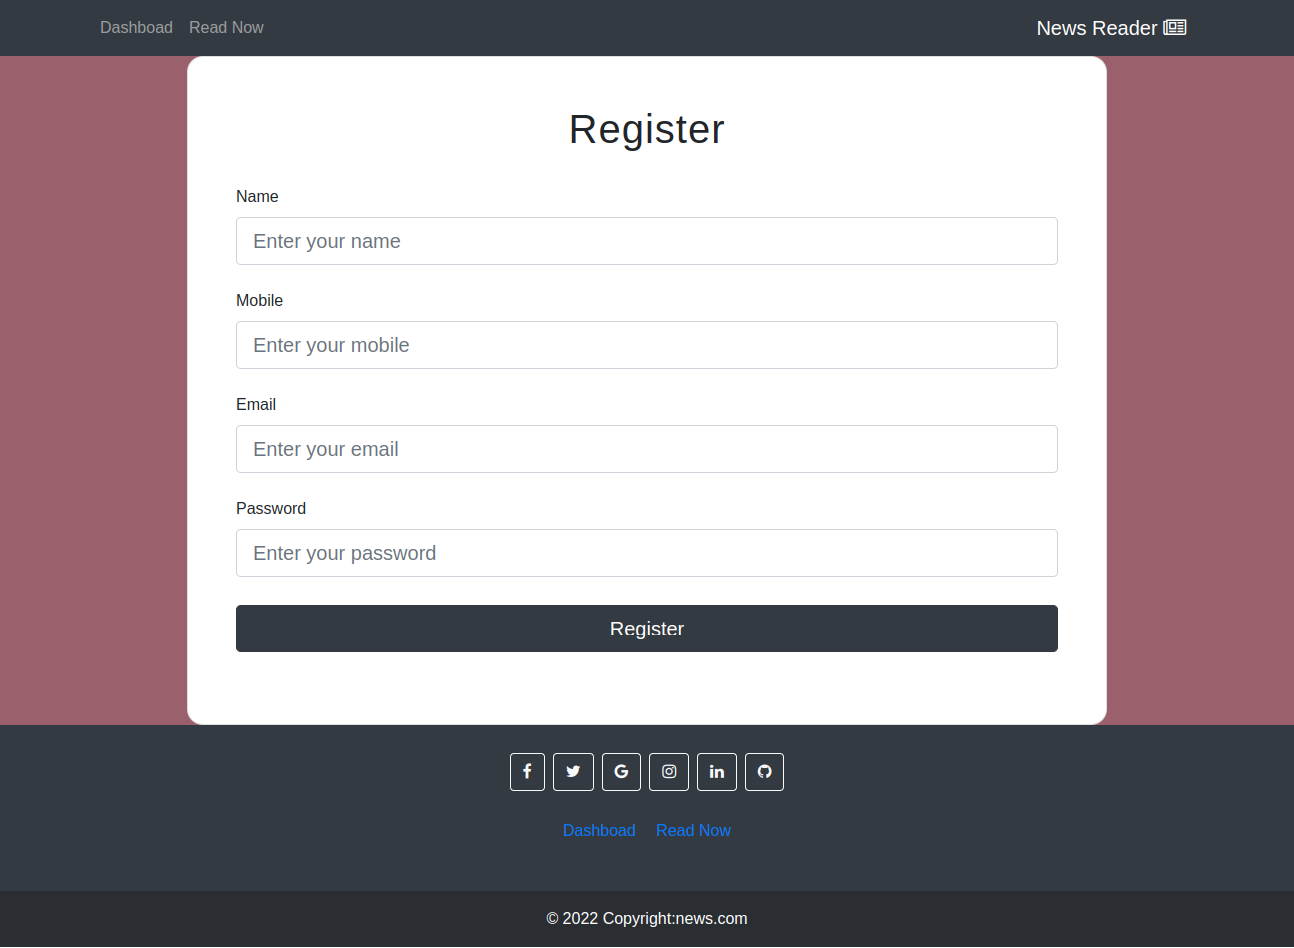 Dashboad Read Now News Reader
Register
Name
Enter your name
Mobile
Enter your mobile
Email
Enter your email
Password
Enter your password
Register
Dashboad Read Now
© 2022 Copyright:news.com